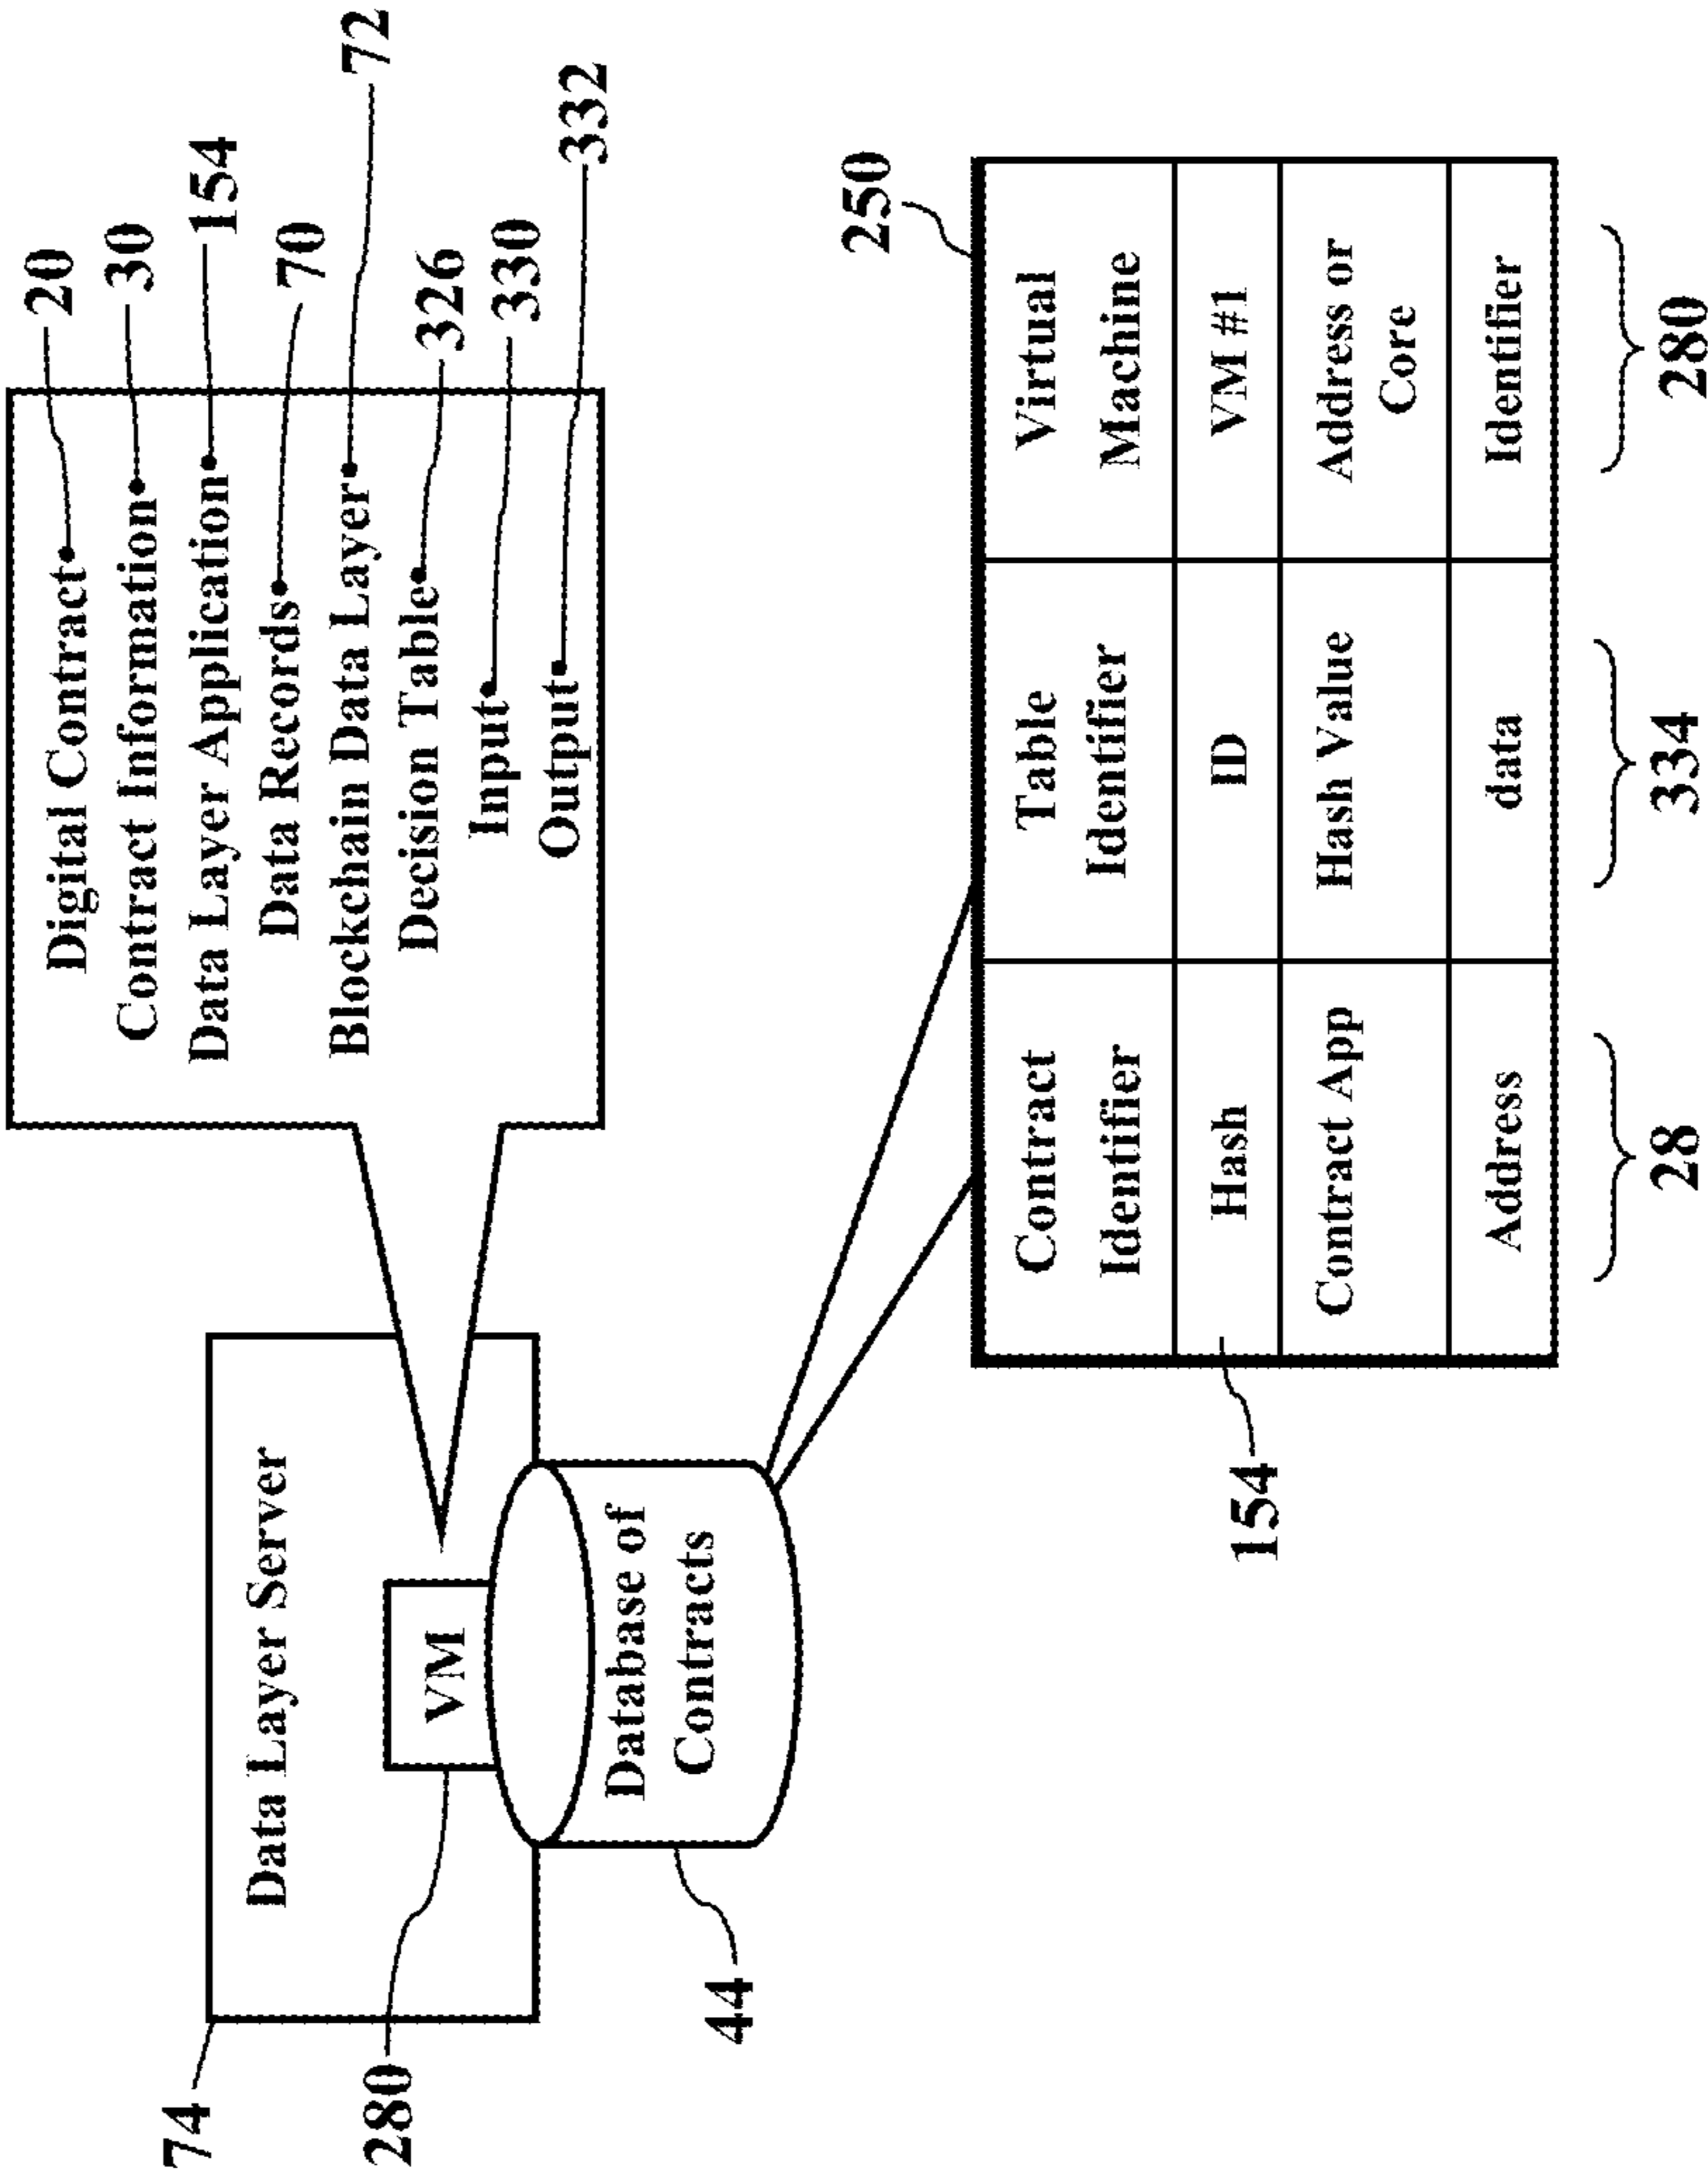 74
Data Layer Server
280
VM
Database of
Contracts
44
Digital Contract
20
Contract Information
30
Data Layer Application
154
Data Records
70
Blockchain Data Layer
72
Decision Table
326
Input
330
Output
332
250
Contract
Identifier
Table
Identifier
Virtual
Machine
154
Hash
ID
VM #1
Contract App
Hash Value
Address or
Core
Address
data
Identifier
28
334
280